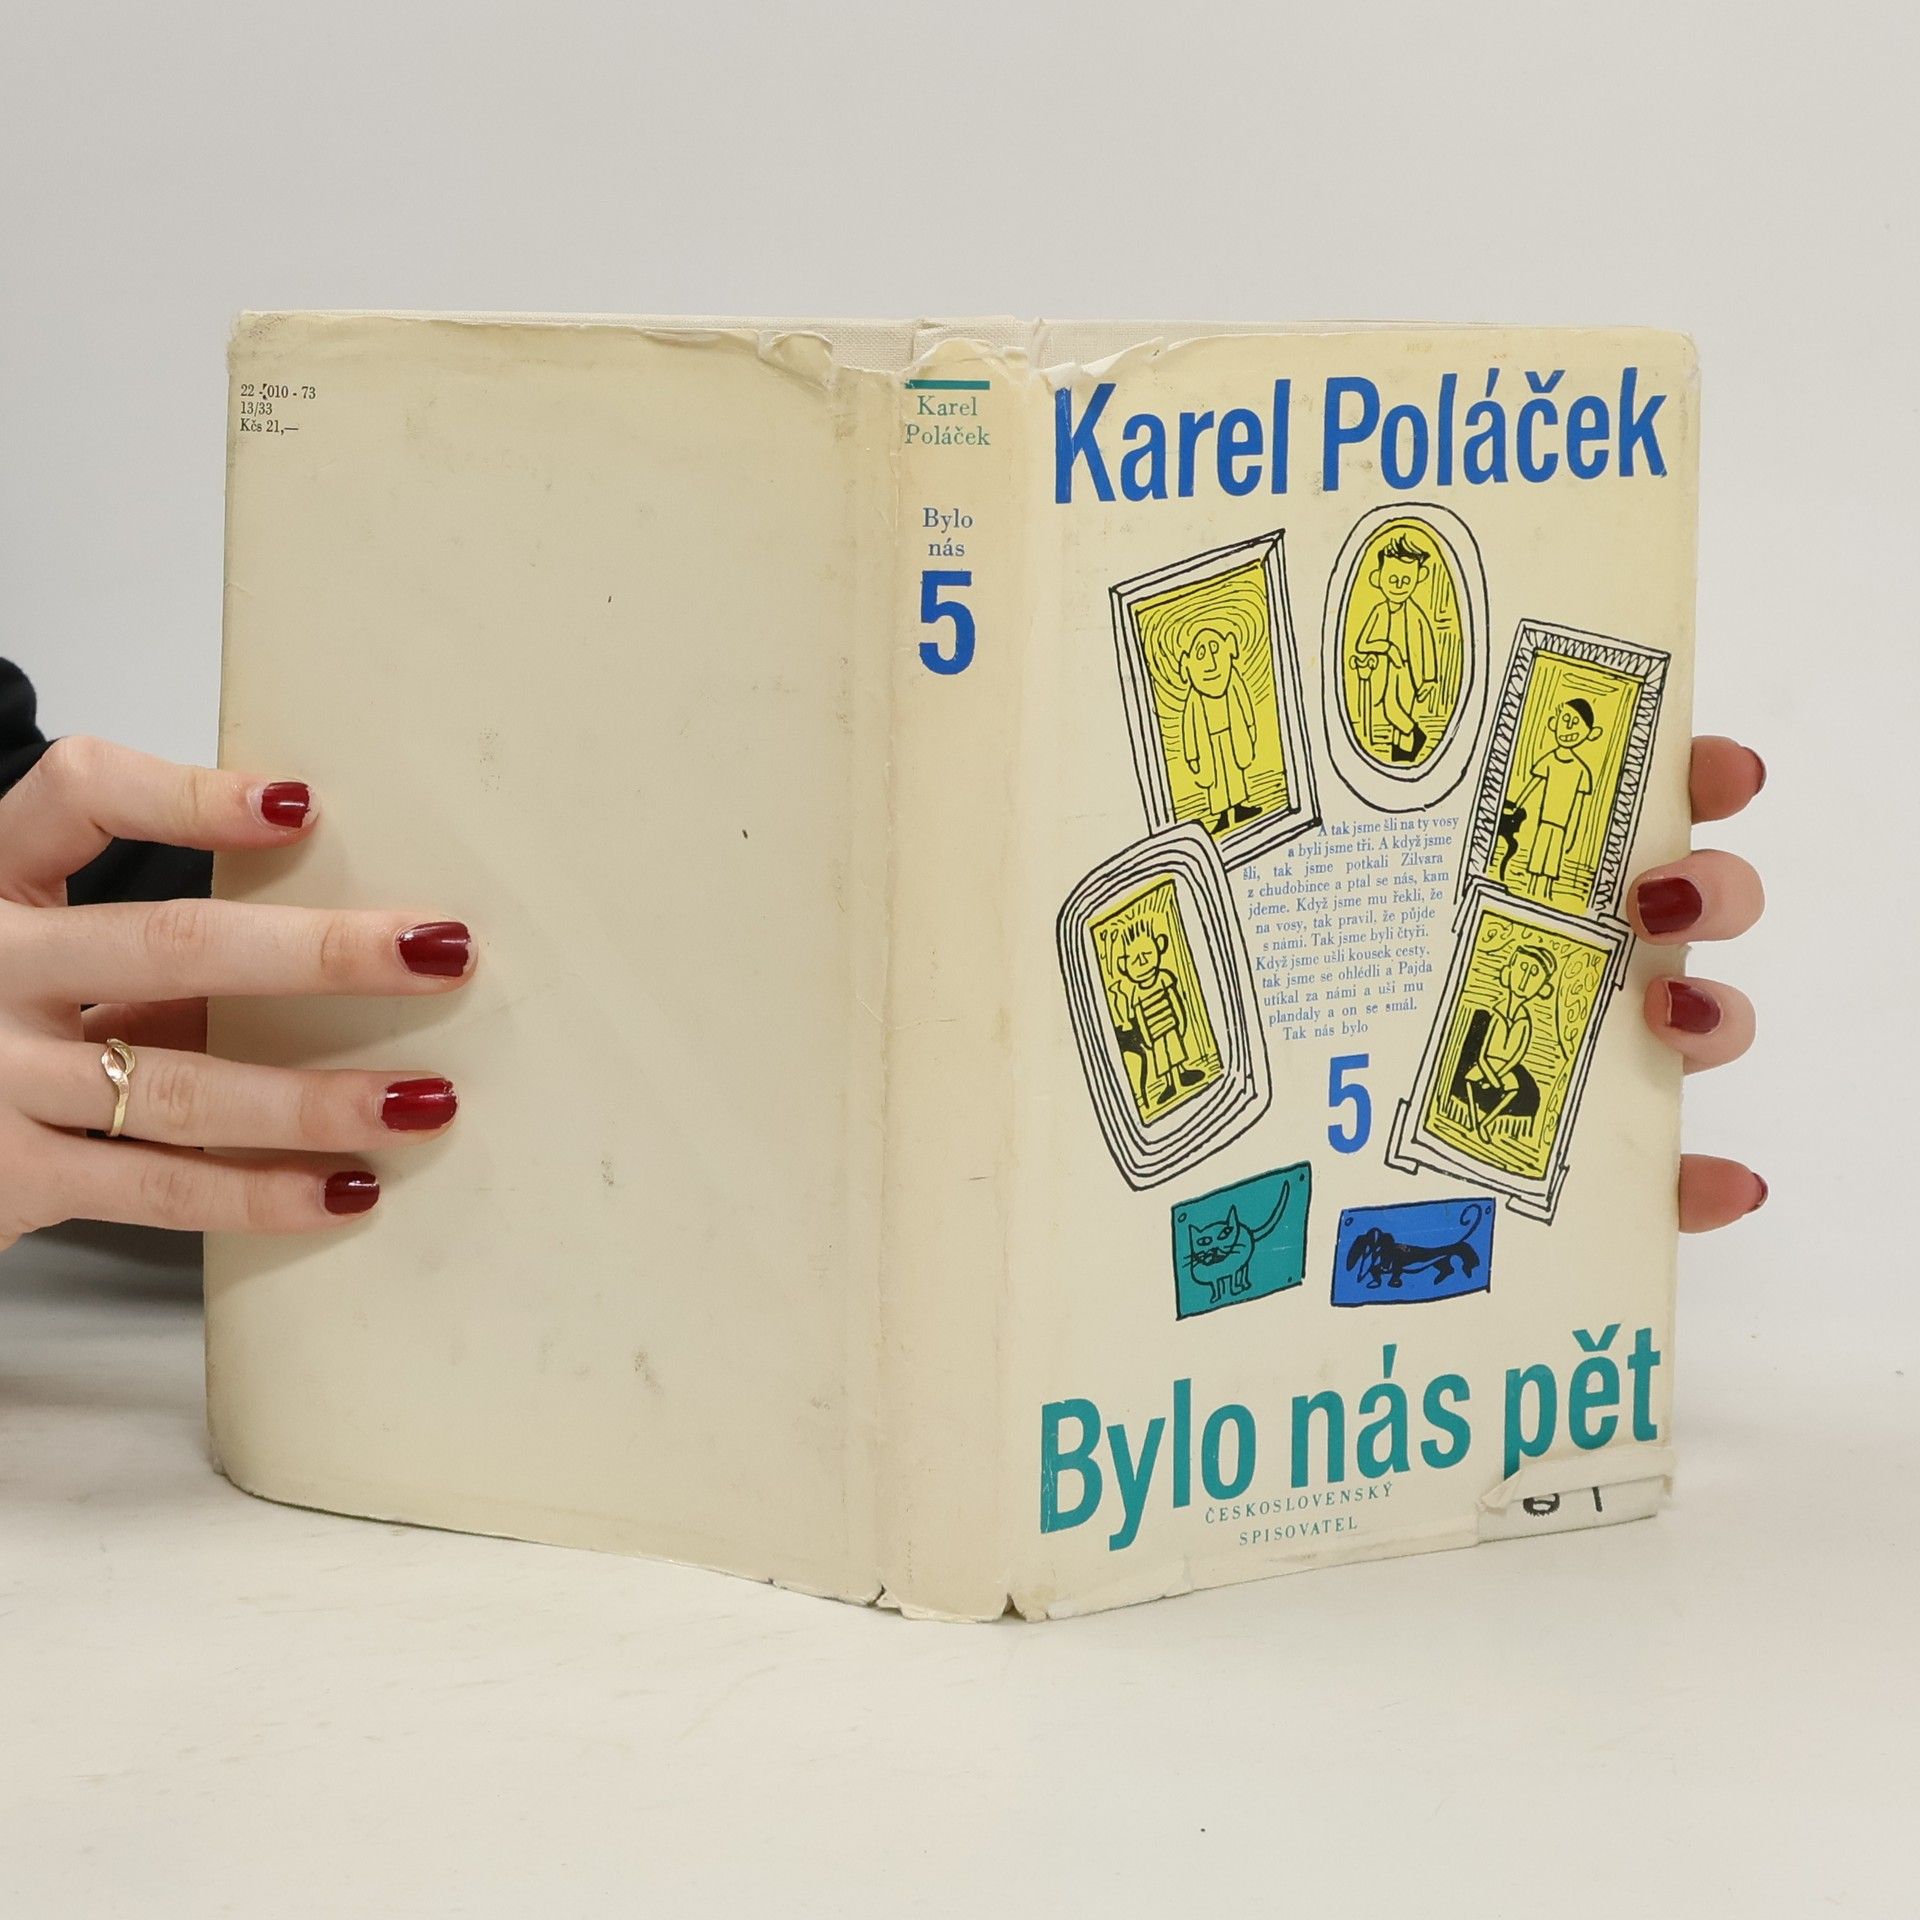 22 - 010 - 73
13/33
Kčs 21,—
Karel
Poláček
Bylo
nás
5
Karel Poláček
A tak jsme šli na ty vosy
a byli jsme tři. A když jsme
šli, tak jsme potkali Zilvara
z chudobince a ptal se nás, kam
jdeme. Když jsme mu řekli, že
na vosy, tak pravil, že půjde
s námi. Tak jsme byli čtyři.
Když jsme ušli kousek cesty,
tak jsme se ohlédli a Pajda
utíkal za námi a uši mu
plandaly a on se smál.
Tak nás bylo
5
Bylo nás pět
ČESKOSLOVENSKÝ
SPISOVATEL